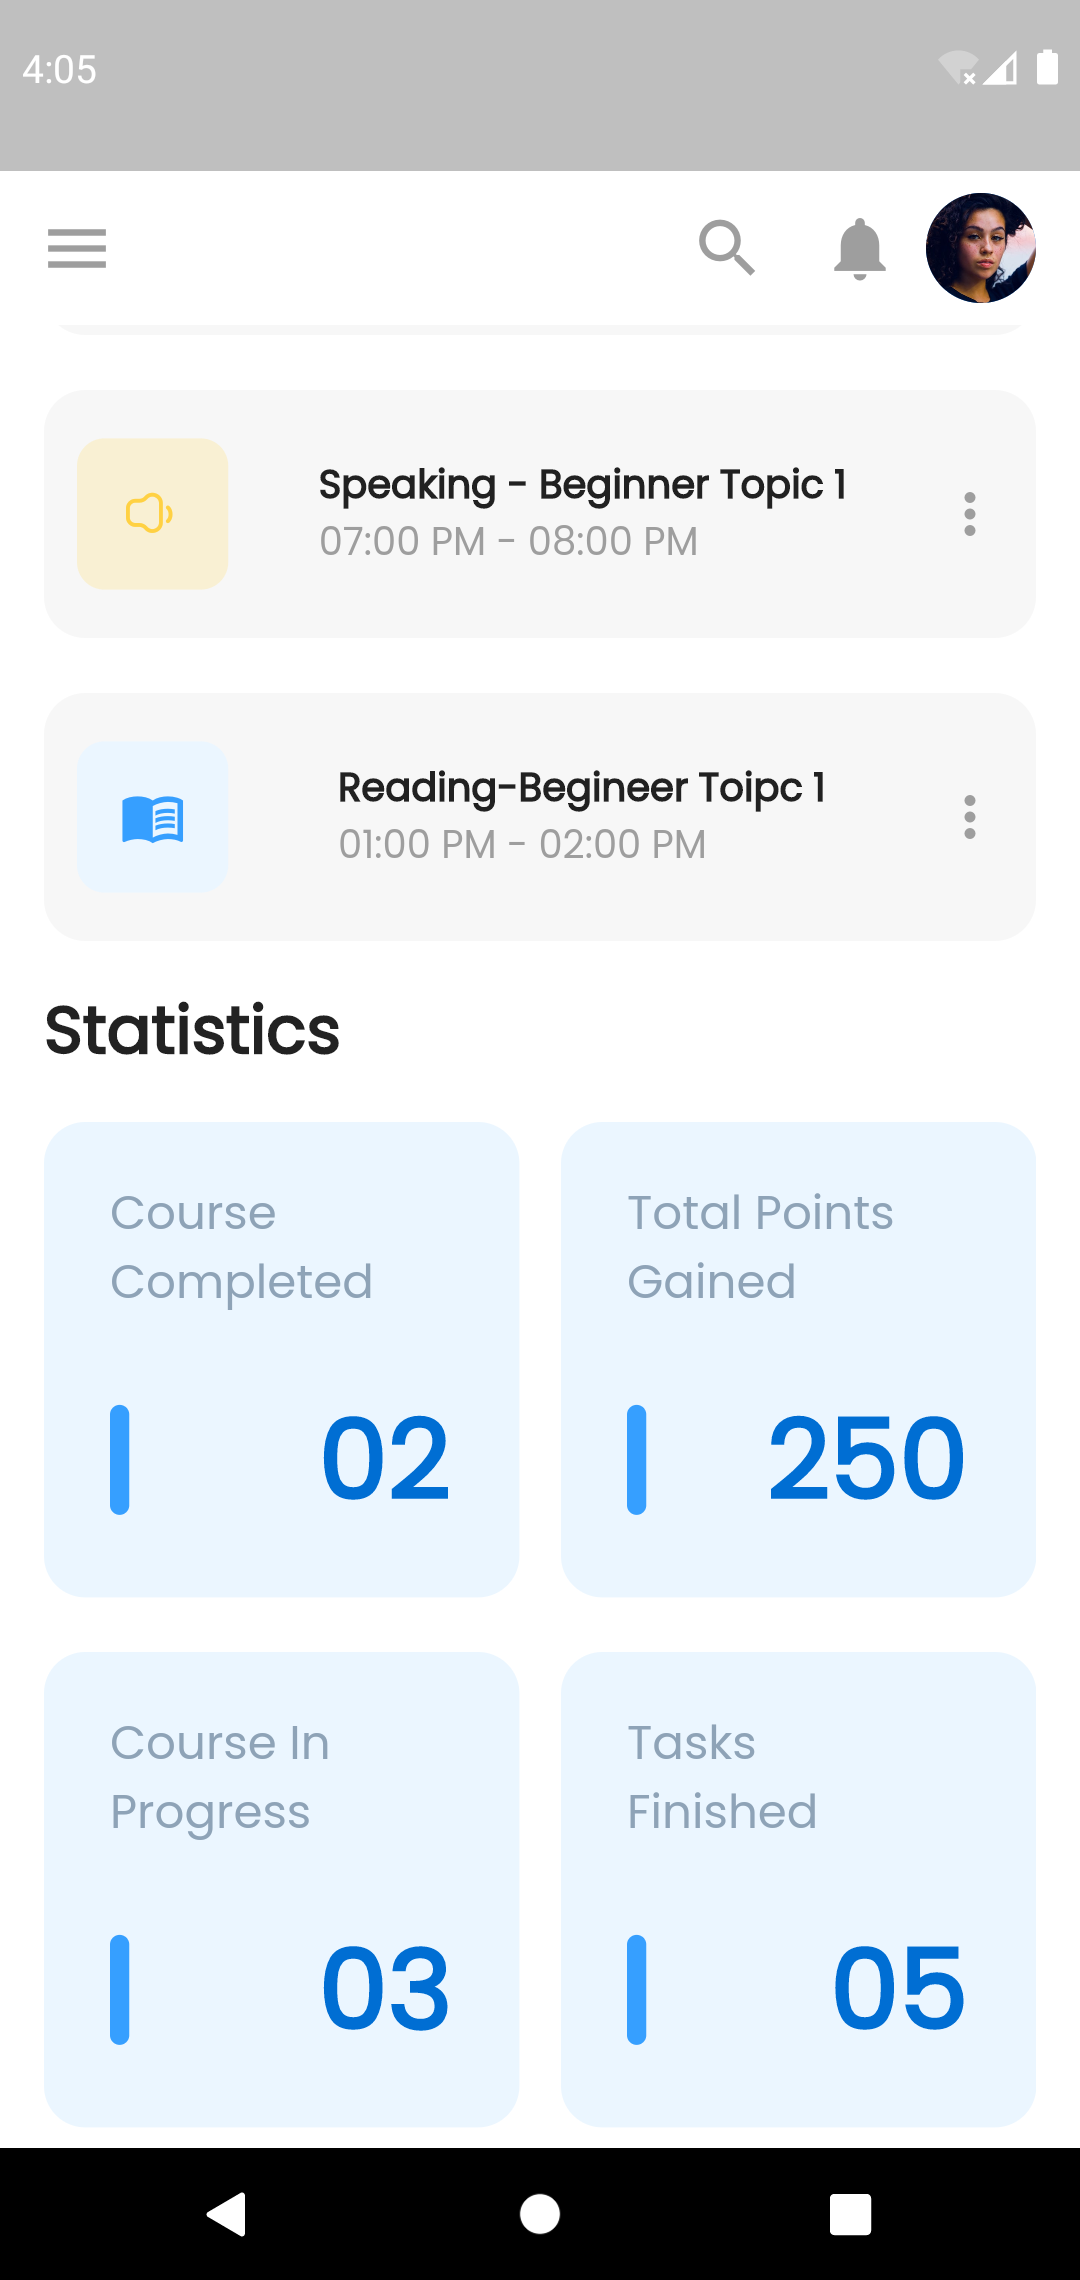 4:05
Speaking - Beginner Topic 1
07:00 PM - 08:00 PM
Reading-Begineer Toipc 1
01:00 PM - 02:00 PM
Statistics
Course
Completed
02
Total Points
Gained
250
Course In
Progress
03
Tasks
Finished
05